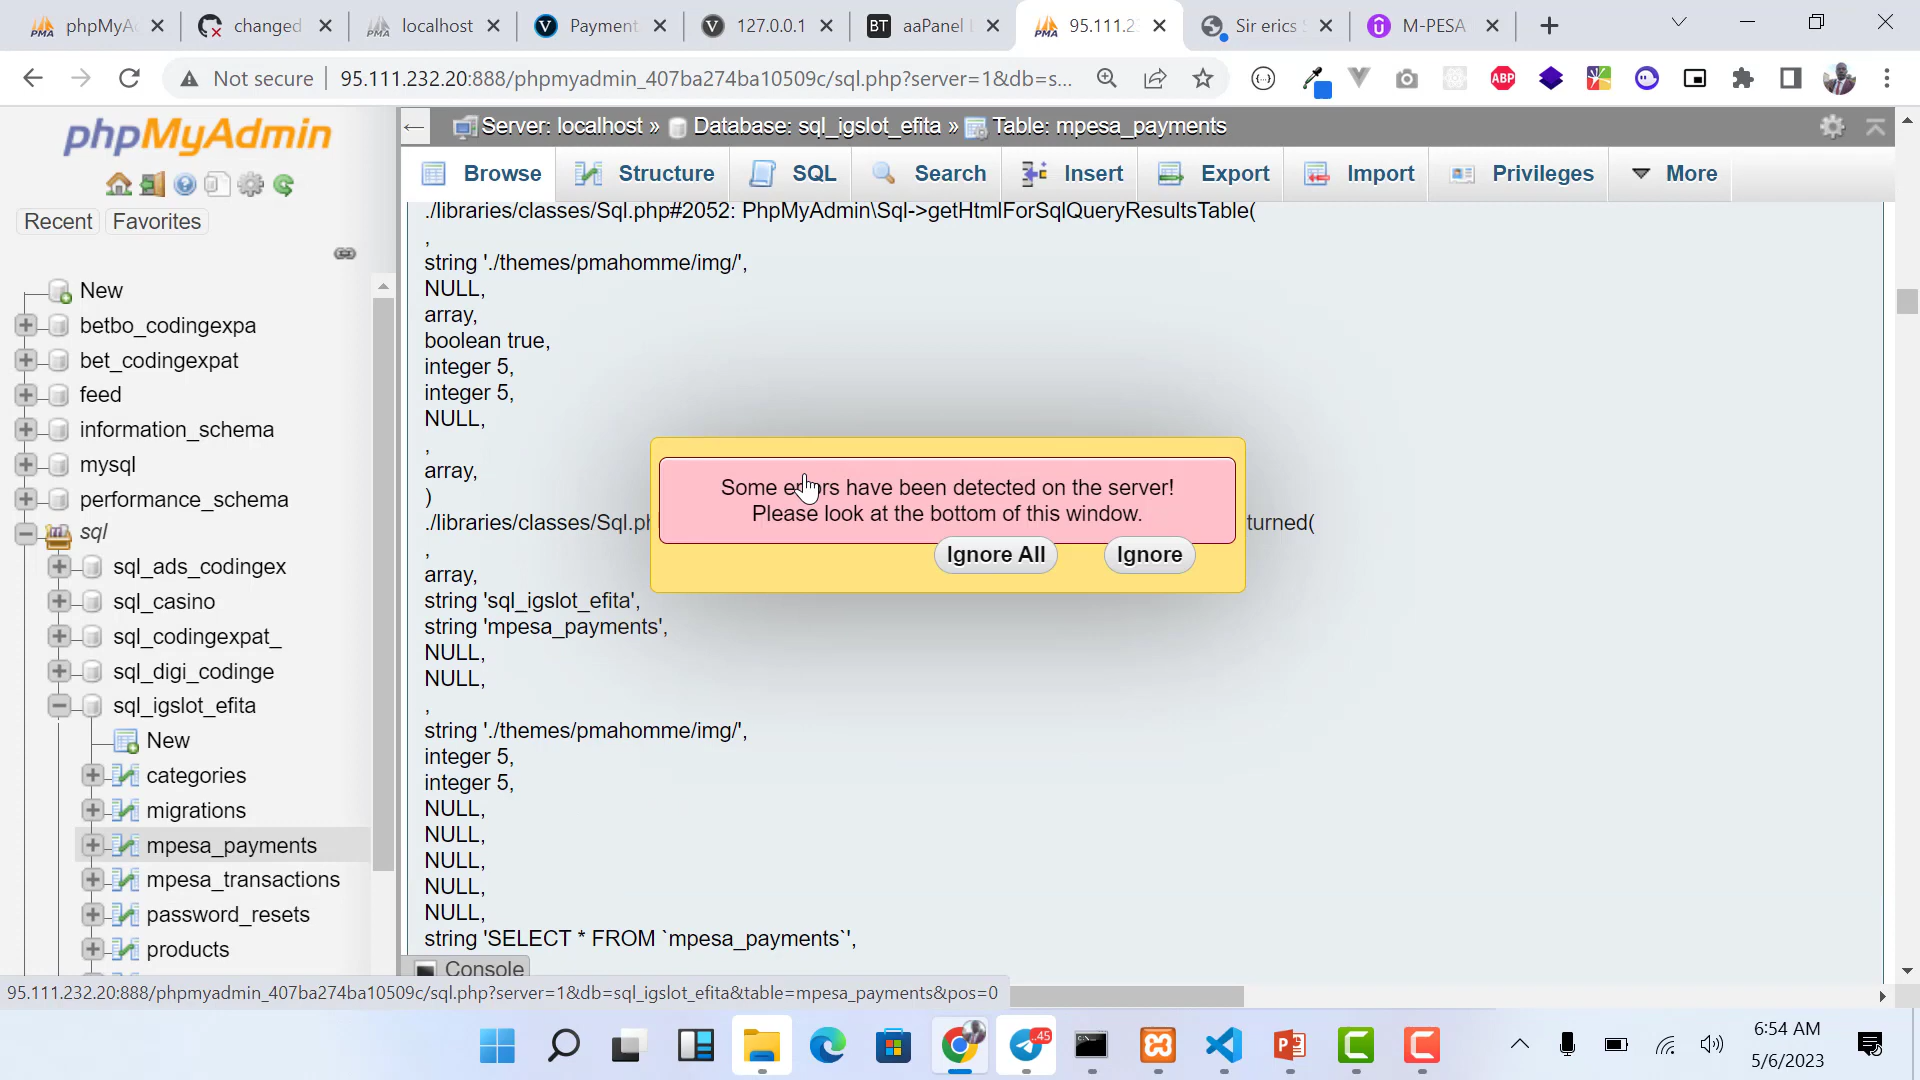 phpMyAd
changed
localhost
Payment
127.0.0.1
BT
aaPanel
PMA
95.111.23
Sir erics
M-PESA
Not secure
95.111.232.20:888/phpmyadmin_407ba274ba10509c/sql.php?server=1&db=s...
ABP
phpMyAdmin
Recent
Favorites
New
betbo_codingexpa
bet_codingexpat
feed
information_schema
mysql
performance_schema
sql
sql_ads_codingex
sql_casino
sql_codingexpat_
sql_digi_codinge
sql_igslot_efita
New
categories
migrations
mpesa_payments
mpesa_transactions
password_resets
products
Server: localhost » Database: sql_igslot_efita » Table: mpesa_payments
Browse
Structure
SQL
Search
Insert
Export
Import
Privileges
More
./libraries/classes/Sql.php#2052: PhpMyAdmin\Sql->getHtmlForSqlQueryResultsTable(
,
string './themes/pmahomme/img/',
NULL,
array,
boolean true,
integer 5,
integer 5,
NULL,
,
array,
)
./libraries/classes/Sql.ph
turned(
,
array,
string 'sql_igslot_efita',
string 'mpesa_payments',
NULL,
NULL,
,
string './themes/pmahomme/img/',
integer 5,
integer 5,
NULL,
NULL,
NULL,
NULL,
NULL,
string 'SELECT * FROM `mpesa_payments`',
Some errors have been detected on the server!
Please look at the bottom of this window.
Ignore All
Ignore
Console
95.111.232.20:888/phpmyadmin_407ba274ba10509c/sql.php?server=1&db=sql_igslot_efita&table=mpesa_payments&pos=0
45
6:54 AM
5/6/2023